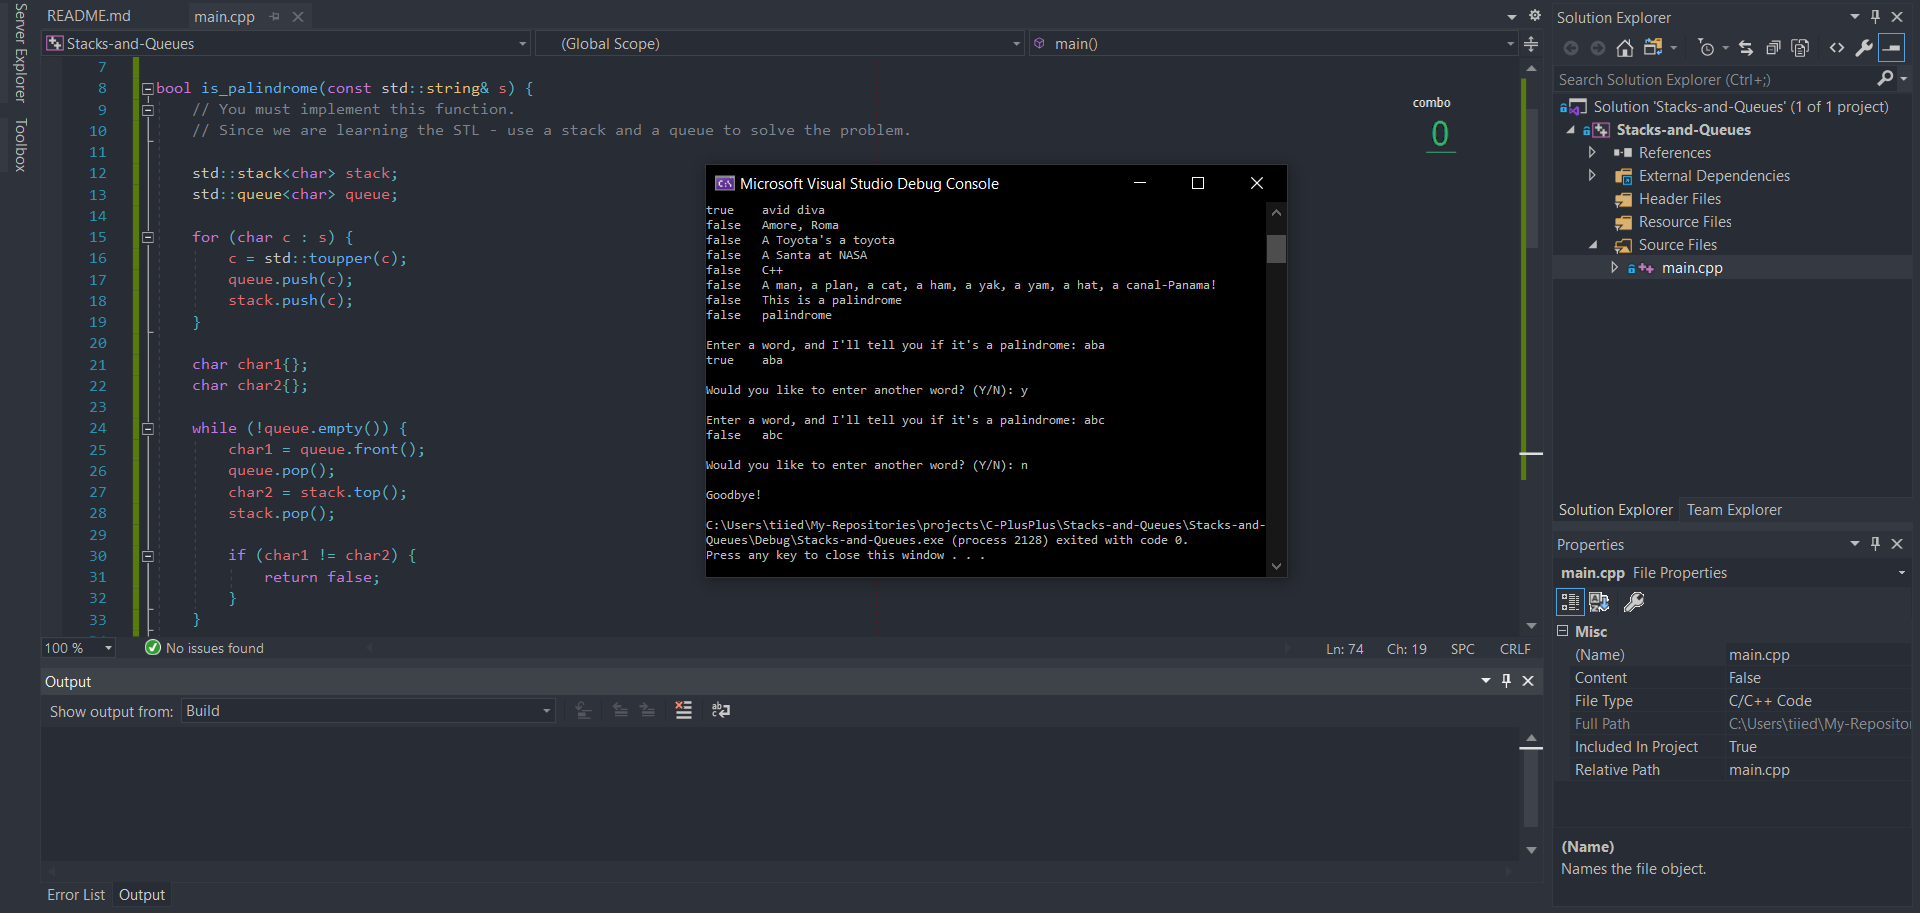 Server Explorer
Toolbox
README.md
main.cpp
Stacks-and-Queues
(Global Scope)
main()
7
8 bool is_palindrome(const std::string& s) {
9 // You must implement this function.
10 // Since we are learning the STL - use a stack and a queue to solve the problem.
11
12 std::stack<char> stack;
13 std::queue<char> queue;
14
15 for (char c : s) {
16 c = std::toupper(c);
17 queue.push(c);
18 stack.push(c);
19 }
20
21 char char1{};
22 char char2{};
23
24 while (!queue.empty()) {
25 char1 = queue.front();
26 queue.pop();
27 char2 = stack.top();
28 stack.pop();
29
30 if (char1 != char2) {
31 return false;
32 }
33 }
combo
0
Microsoft Visual Studio Debug Console
true avid diva
false Amore, Roma
false A Toyota's a toyota
false A Santa at NASA
false C++
false A man, a plan, a cat, a ham, a yak, a yam, a hat, a canal-Panama!
false This is a palindrome
false palindrome
Enter a word, and I'll tell you if it's a palindrome: aba
true aba
Would you like to enter another word? (Y/N): y
Enter a word, and I'll tell you if it's a palindrome: abc
false abc
Would you like to enter another word? (Y/N): n
Goodbye!
C:\Users\tiied\My-Repositories\projects\C-PlusPlus\Stacks-and-Queues\Stacks-and-
Queues\Debug\Stacks-and-Queues.exe (process 2128) exited with code 0.
Press any key to close this window . . .
100 %
No issues found
Ln: 74 Ch: 19 SPC CRLF
Output
Show output from: Build
Error List Output
Solution Explorer
Search Solution Explorer (Ctrl+;)
Solution 'Stacks-and-Queues' (1 of 1 project)
Stacks-and-Queues
References
External Dependencies
Header Files
Resource Files
Source Files
main.cpp
Solution Explorer Team Explorer
Properties
main.cpp File Properties
Misc
(Name) main.cpp
Content False
File Type C/C++ Code
Full Path C:\Users\tiied\My-Repositor
Included In Project True
Relative Path main.cpp
(Name)
Names the file object.